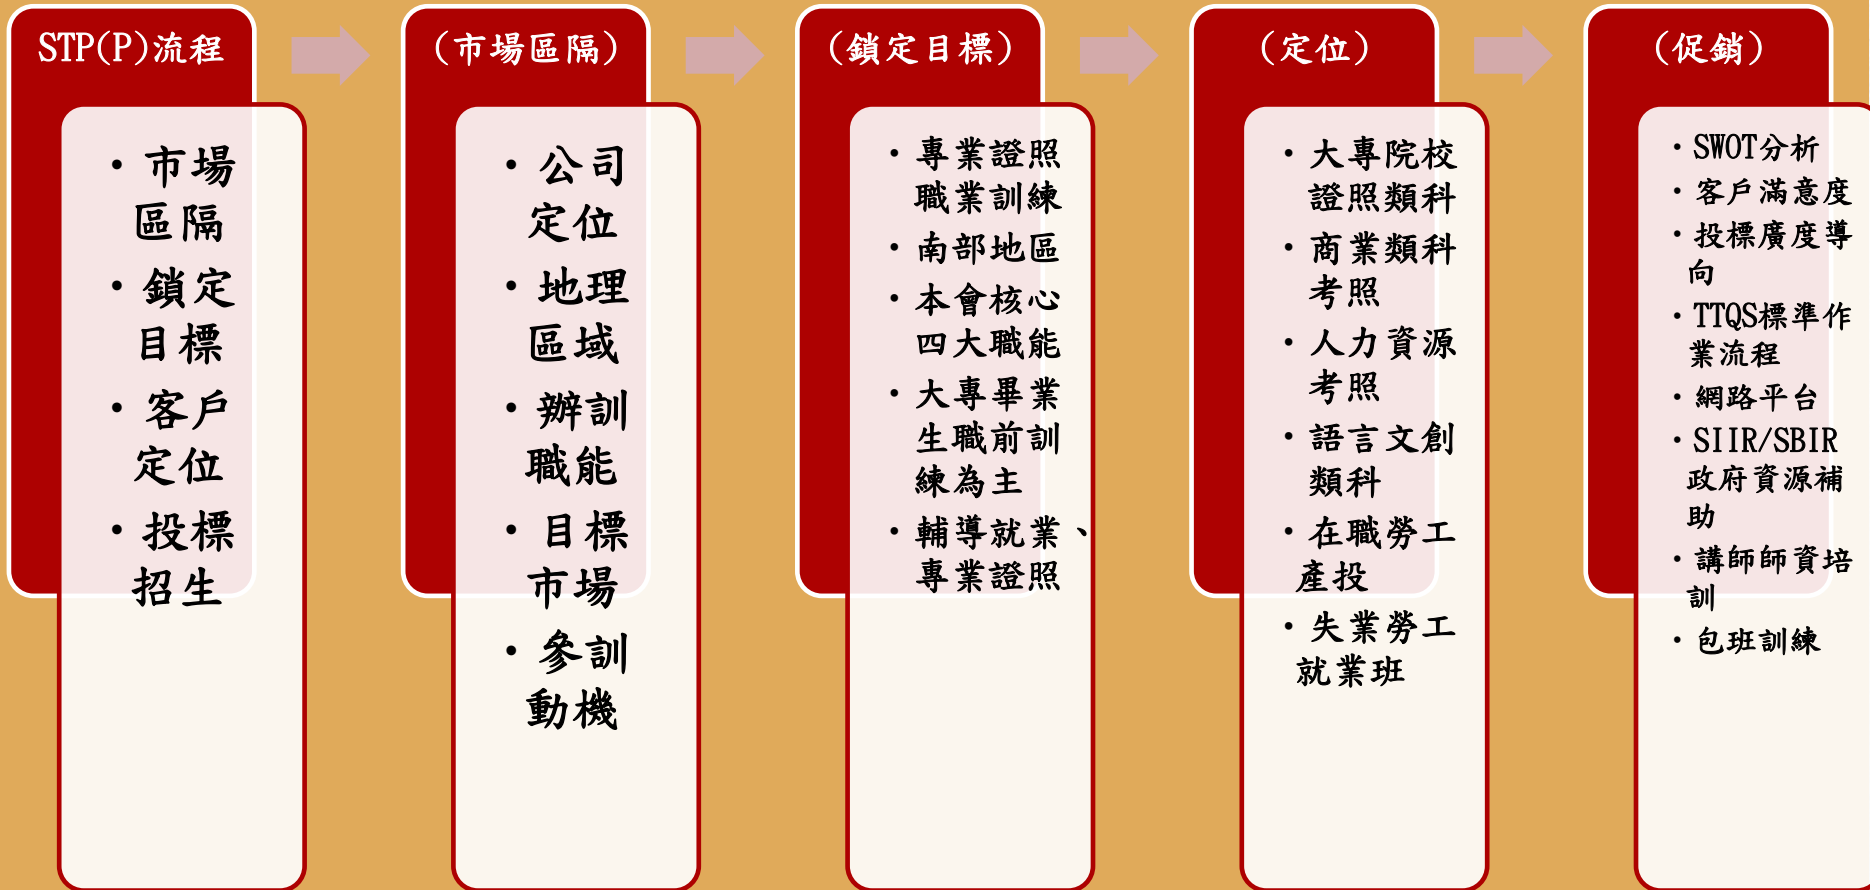 STP(P)流程
・市場
區隔
・鎖定
目標
・客戶
定位
・投標
招生
(市場區隔)
・公司
定位
・地理
區域
・辦訓
職能
・目標
市場
・參訓
動機
(鎖定目標)
・專業證照
職業訓練
・南部地區
・本會核心
四大職能
・大專畢業
生職前訓
練為主
・輔導就業、
專業證照
(定位)
・大專院校
證照類科
・商業類科
考照
・人力資源
考照
・語言文創
類科
・在職勞工
產投
・失業勞工
就業班
(促銷)
・SWOT分析
・客戶滿意度
・投標廣度導
向
・TTQS標準作
業流程
・網路平台
・SIIR/SBIR
政府資源補
助
・講師師資培
訓
・包班訓練